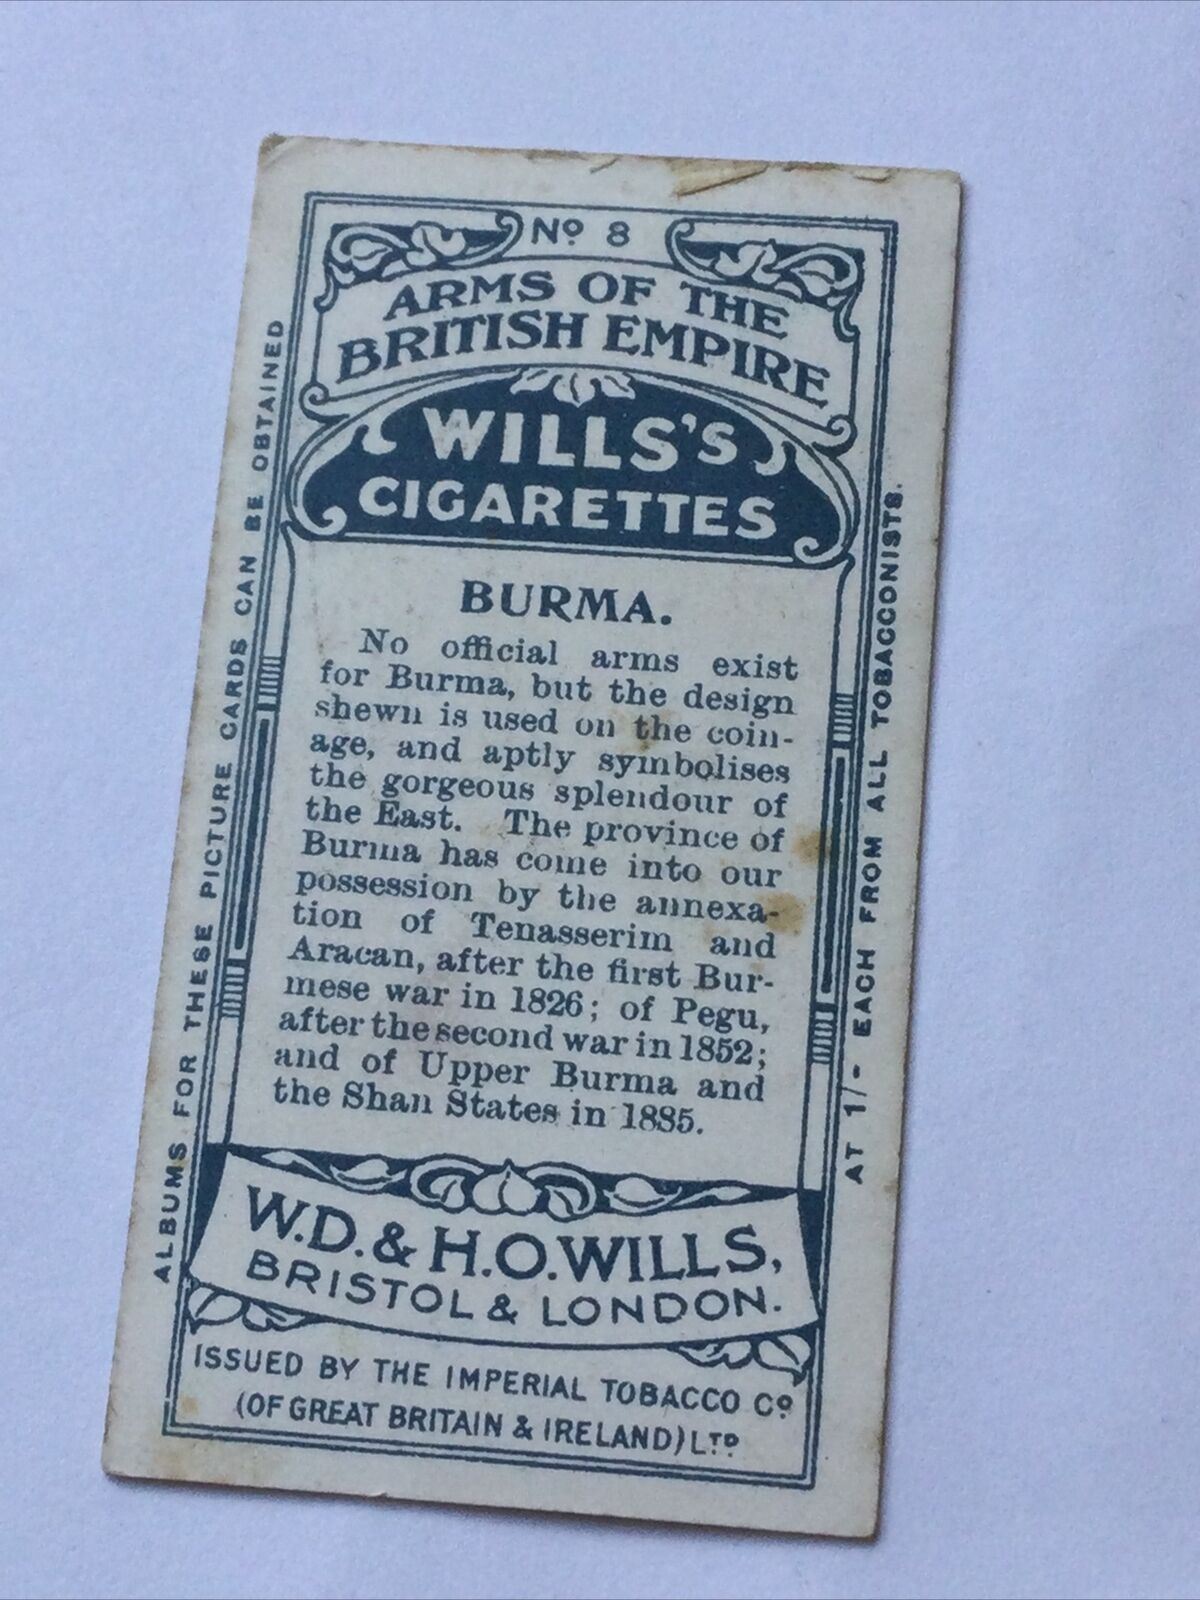 Nº 8
ARMS OF THE
BRITISH EMPIRE
WILLS'S
CIGARETTES
BURMA.
No official arms exist
for Burma, but the design
shewn is used on the coin-
age, and aptly symbolises
the gorgeous splendour of
the East. The province of
Burma has come into our
possession by the annexa-
tion of Tenasserim and
Aracan, after the first Bur-
mese war in 1826; of Pegu,
after the second war in 1852;
and of Upper Burma and
the Shan States in 1885.
W.D. & H.O. WILLS,
BRISTOL & LONDON.
ISSUED BY THE IMPERIAL TOBACCO Cº
(OF GREAT BRITAIN & IRELAND) LTD
ALBUMS FOR THESE PICTURE CARDS CAN BE OBTAINED
AT 1/- EACH FROM ALL TOBACCONISTS.